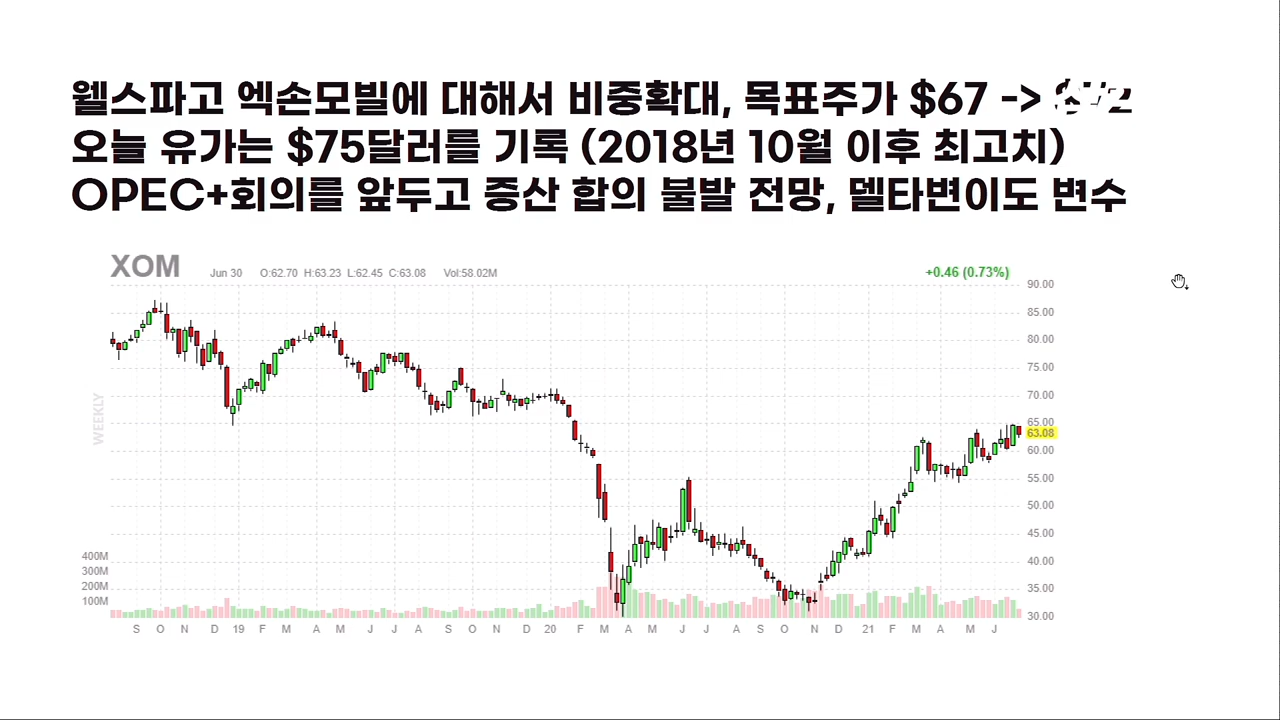 웰스파고 엑손모빌에 대해서 비중확대, 목표주가 $67 ->
오늘 유가는 $75달러를 기록 (2018년 10월 이후 최고치)
OPEC+회의를 앞두고 증산 합의 불발 전망, 델타변이도 변수
XOM Jun 30 O:62.70 H:63.23 L:62.45 C:63.08 Vol:58.02M +0.46 (0.73%)
90.00
85.00
80.00
75.00
70.00
65.00
63.08
60.00
55.00
50.00
45.00
40.00
35.00
30.00
WEEKLY
400M
300M
200M
100M
S O N D 19 F M A M J J A S O N D 20 F M A M J J A S O N D 21 F M A M J